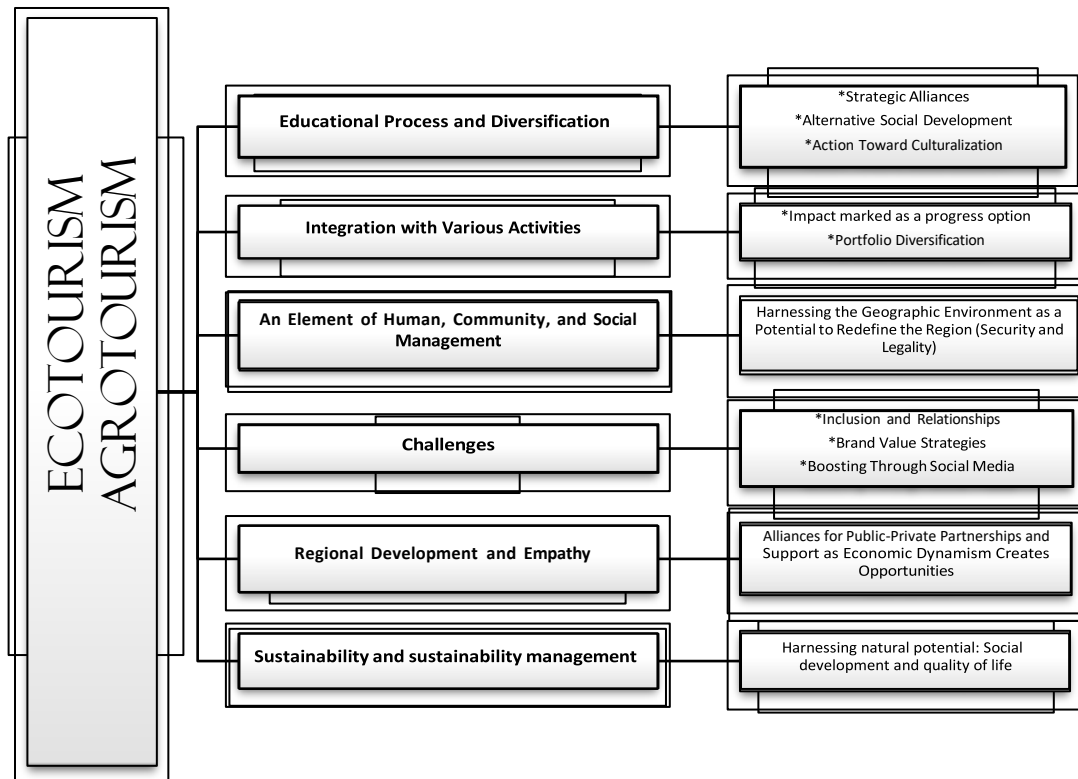 ECOTOURISM
AGROTOURISM
Educational Process and Diversification
*Strategic Alliances
*Alternative Social Development
*Action Toward Culturalization
Integration with Various Activities
*Impact marked as a progress option
*Portfolio Diversification
An Element of Human, Community, and Social
Management
Harnessing the Geographic Environment as a
Potential to Redefine the Region (Security and
Legality)
Challenges
*Inclusion and Relationships
*Brand Value Strategies
*Boosting Through Social Media
Regional Development and Empathy
Alliances for Public-Private Partnerships and
Support as Economic Dynamism Creates
Opportunities
Sustainability and sustainability management
Harnessing natural potential: Social
development and quality of life